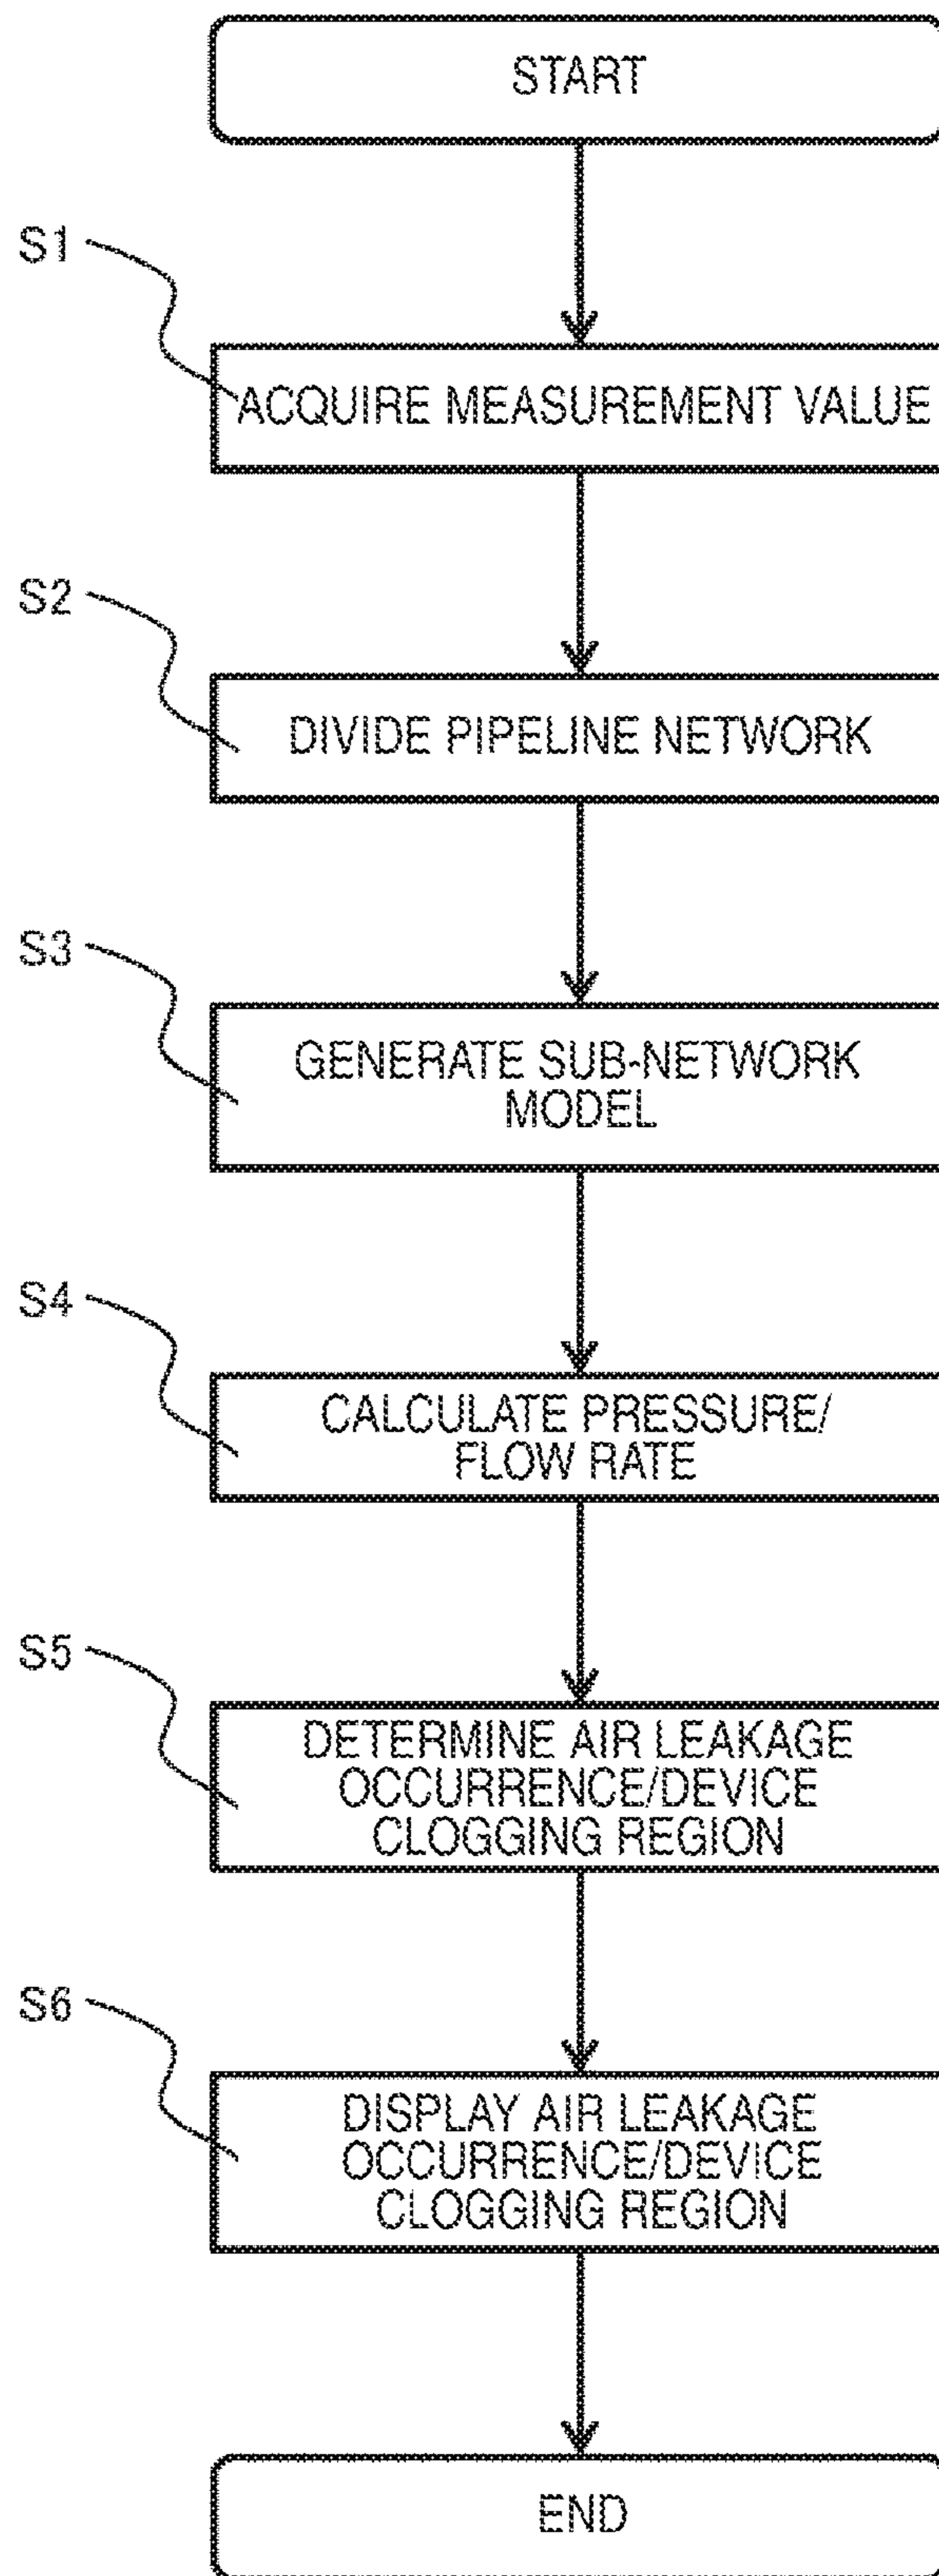 START
S1
ACQUIRE MEASUREMENT VALUE
S2
DIVIDE PIPELINE NETWORK
S3
GENERATE SUB-NETWORK
MODEL
S4
CALCULATE PRESSURE/
FLOW RATE
S5
DETERMINE AIR LEAKAGE
OCCURRENCE/DEVICE
CLOGGING REGION
S6
DISPLAY AIR LEAKAGE
OCCURRENCE/DEVICE
CLOGGING REGION
END